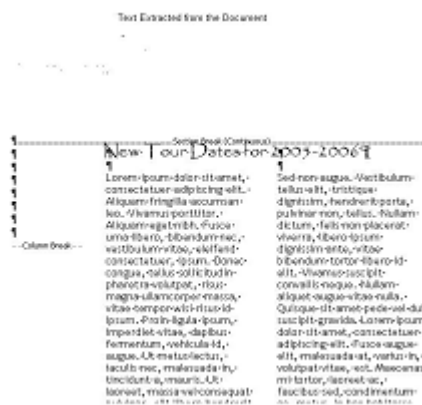 Text Extracted from the Document
Section Break (Continuous)
New Tour Dates for 2005-2006¶
¶
Column Break
Lorem·ipsum·dolor·sit·amet,·
consectetuer·adipiscing·elit.·
Aliquam·fringilla·accumsan·
leo.·Vivamus·porttitor.·
Aliquam·eget·nibh.·Fusce·
urna·libero,·bibendum·nec,·
vestibulum·vitae,·eleifend·
consectetuer,·ipsum.·Donec·
congue,·tellus·sollicitudin·
pharetra·volutpat,·risus·
magna·ullamcorper·massa,·
vitae·tempor·wisi·risus·id·
ipsum.·Proin·ligula·ipsum,·
imperdiet·vitae,·dapibus·
fermentum,·vehicula·id,·
augue.·Ut·metus·lectus,·
iaculis·nec,·malesuada·in,·
tincidunt·a,·mauris.·Ut·
laoreet,·massa·vel·consequat·
Sed·non·augue.·Vestibulum·
tellus·elit,·tristique·
dignissim,·hendrerit·porta,·
pulvinar·non,·tellus.·Nullam·
dictum,·felis·non·placerat·
viverra,·libero·ipsum·
dignissim·ante,·vitae·
bibendum·tortor·libero·id·
elit.·Vivamus·suscipit·
convallis·neque.·Nullam·
aliquet·augue·vitae·nulla.·
Quisque·sit·amet·pede·vel·dui·
suscipit·gravida.·Lorem·ipsum·
dolor·sit·amet,·consectetuer·
adipiscing·elit.·Fusce·augue·
elit,·malesuada·at,·varius·in,·
volutpat·vitae,·est.·Maecenas·
mi·tortor,·laoreet·ac,·
faucibus·sed,·condimentum·